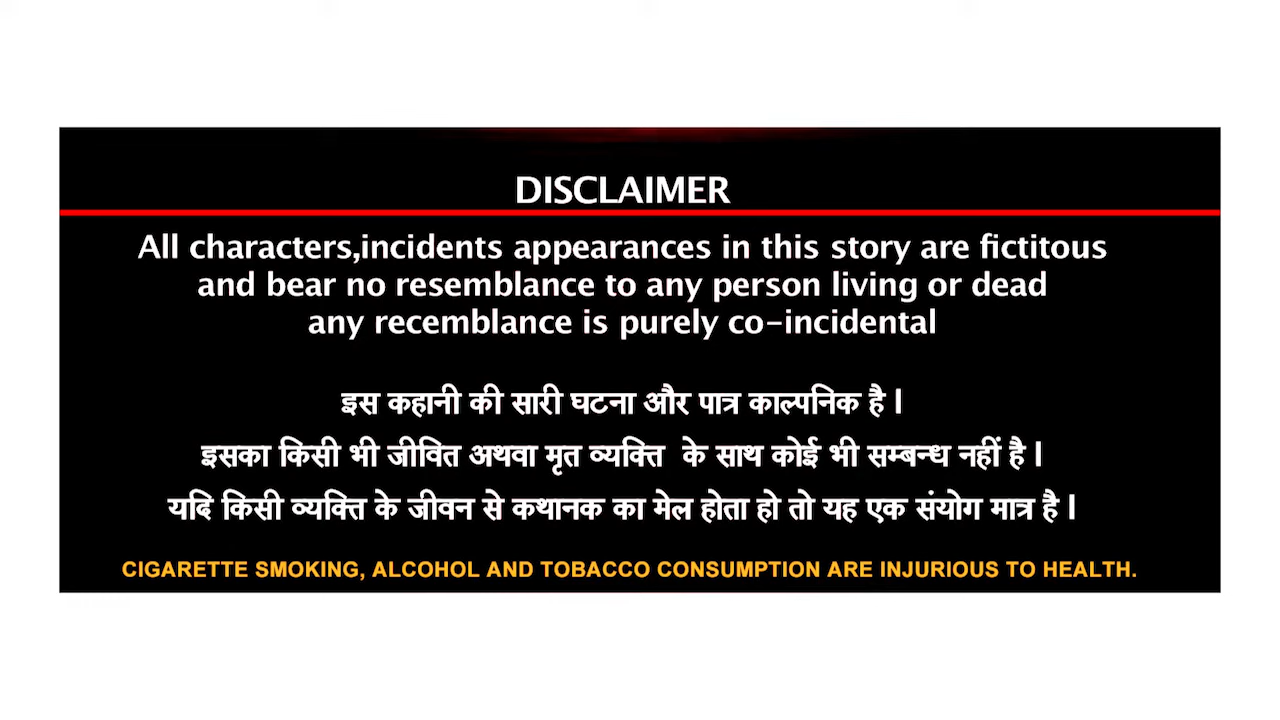 DISCLAIMER
All characters,incidents appearances in this story are fictitous
and bear no resemblance to any person living or dead
any recemblance is purely co-incidental
इस कहानी की सारी घटना और पात्र काल्पनिक है ।
इसका किसी भी जीवित अथवा मृत व्यक्ति के साथ कोई भी सम्बन्ध नहीं है ।
यदि किसी व्यक्ति के जीवन से कथानक का मेल होता हो तो यह एक संयोग मात्र है ।
CIGARETTE SMOKING, ALCOHOL AND TOBACCO CONSUMPTION ARE INJURIOUS TO HEALTH.